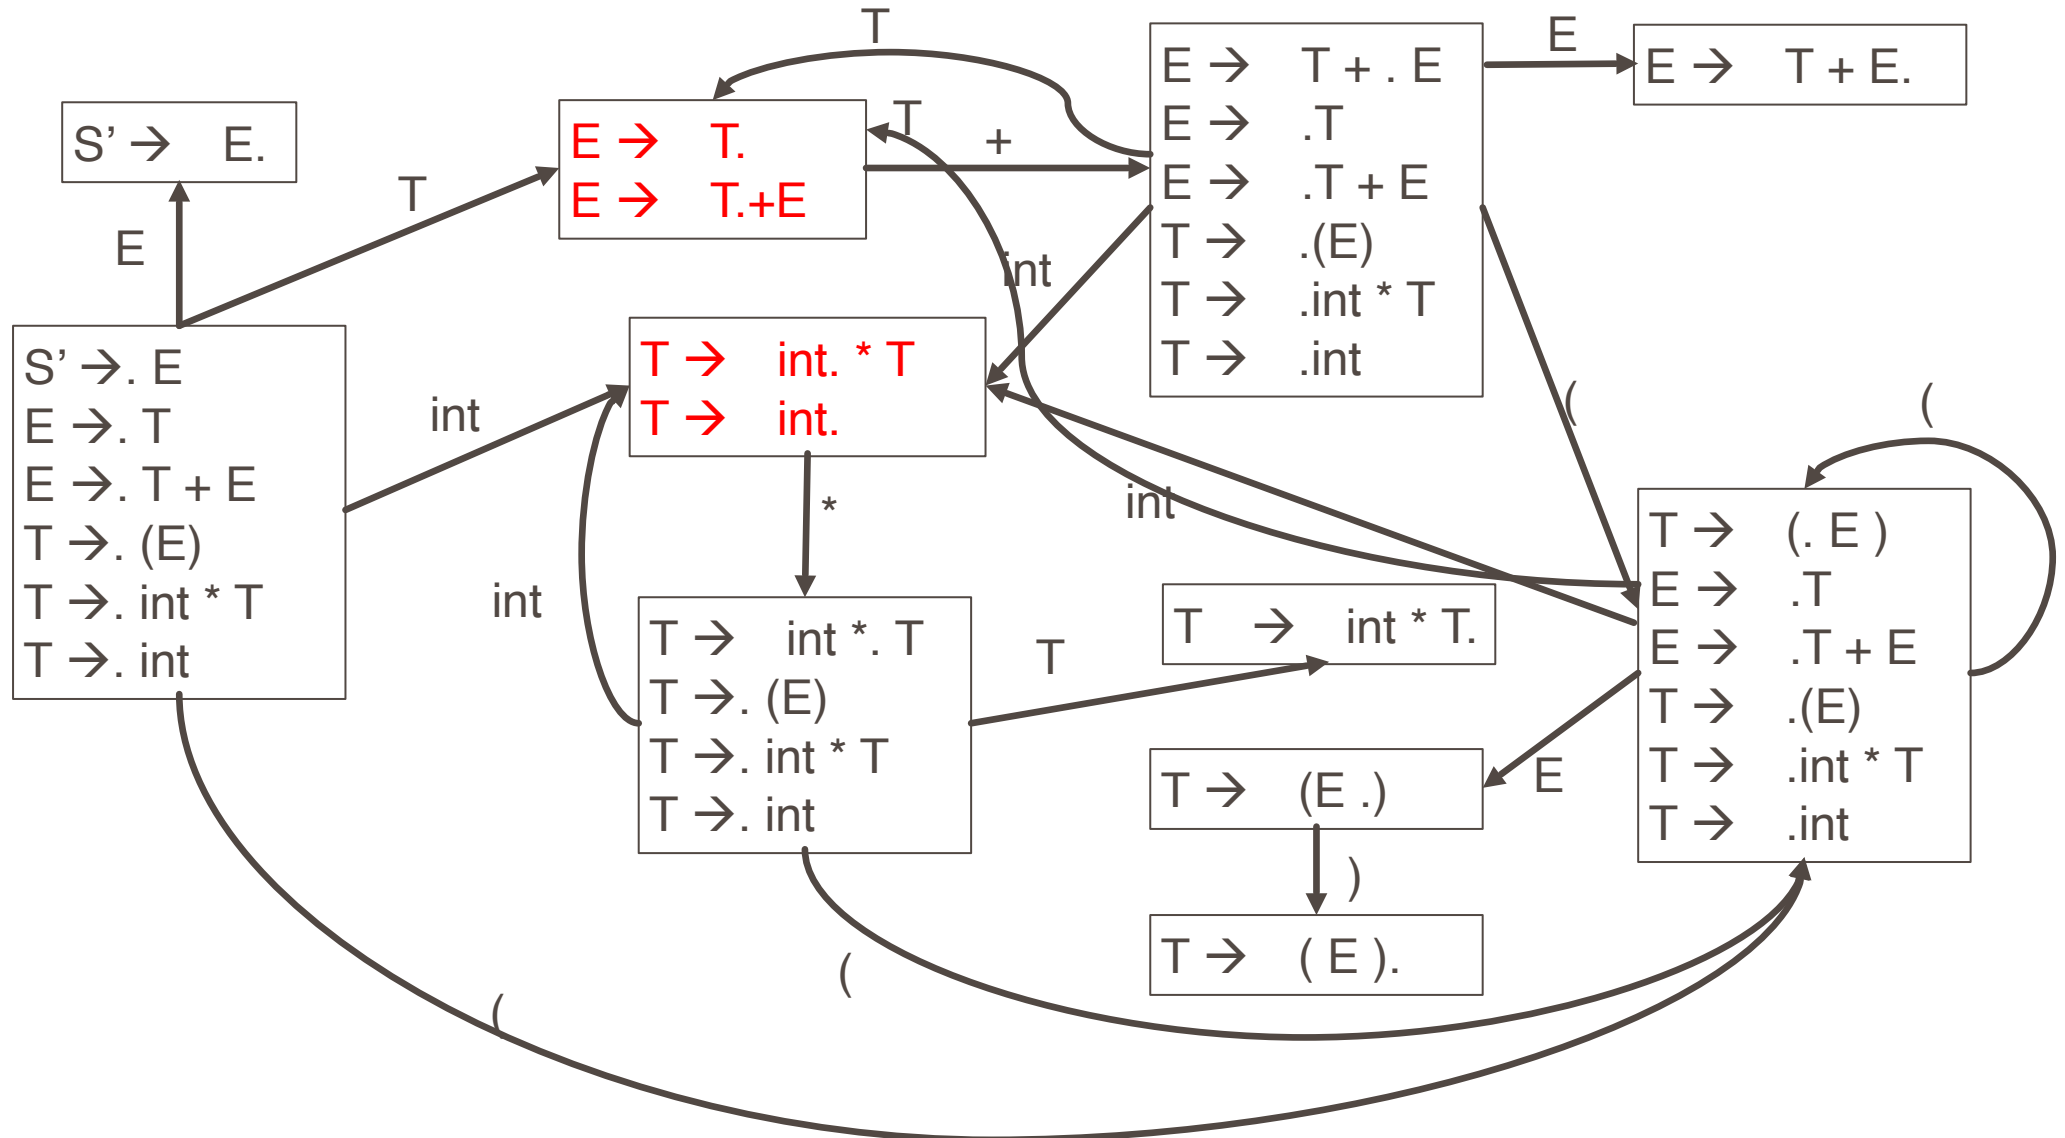 T
E → T + . E
E → .T
E → .T + E
T → .(E)
T → .int * T
T → .int
E
E → T + E.
S’ → E.
E → T.
E → T.+E
T
+
T
E
int
S’ →. E
E →. T
E →. T + E
T →. (E)
T →. int * T
T →. int
int
T → int. * T
T → int.
(
(
*
int
int
T → (. E )
E → .T
E → .T + E
T → .(E)
T → .int * T
T → .int
T → int *. T
T →. (E)
T →. int * T
T →. int
T
T → int * T.
T → (E .)
E
)
T → ( E ).
(
(